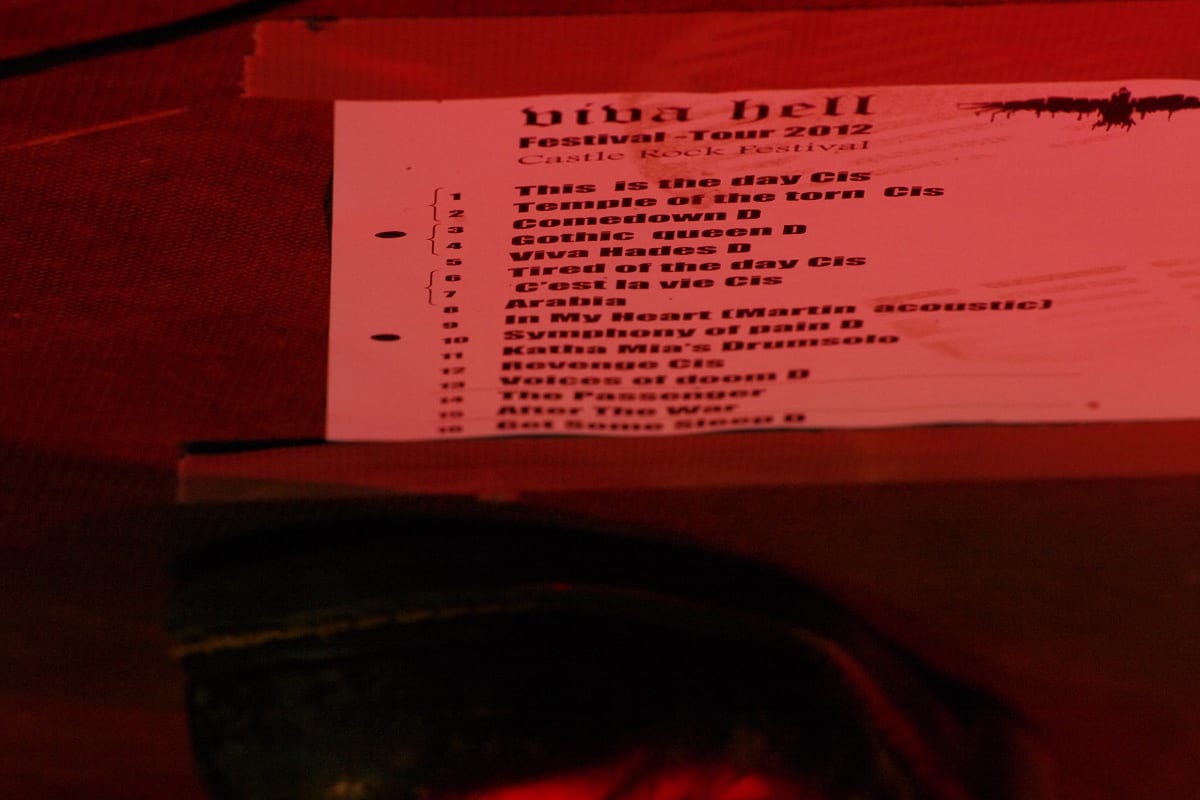 viva hell
Festival-Tour 2012
Castle Rock Festival
1 This is the day Cis
2 Temple of the torn Cis
3 Comedown D
4 Gothic queen D
5 Viva Hades D
6 Tired of the day Cis
7 C'est la vie Cis
8 Arabia
9 In My Heart (Martin acoustic)
10 Symphony of pain D
11 Katha Mia's Drumsolo
12 Revenge Cis
13 Voices of doom D
14 The Passenger
15 After The War
16 Get Some Sleep D